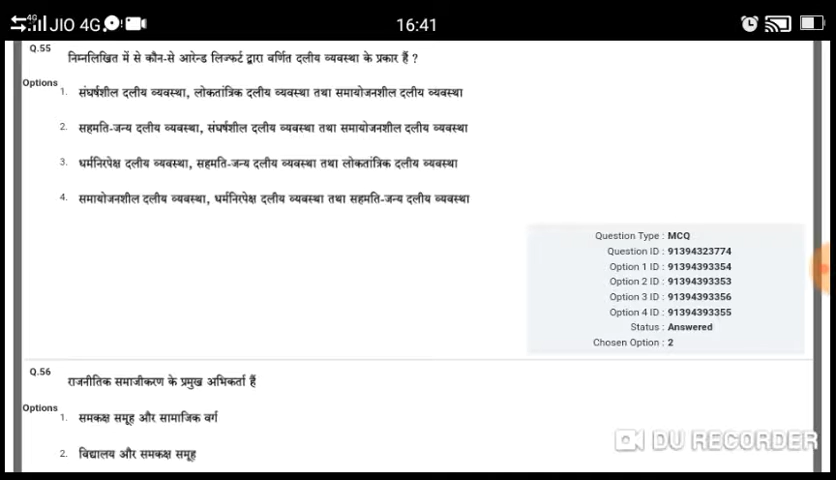 JIO 4G
16:41
Q.55
निम्नलिखित में से कौन-से आरेन्ड लिज्फर्ट द्वारा वर्णित दलीय व्यवस्था के प्रकार हैं ?
Options
1. संघर्षशील दलीय व्यवस्था, लोकतांत्रिक दलीय व्यवस्था तथा समायोजनशील दलीय व्यवस्था
2. सहमति-जन्य दलीय व्यवस्था, संघर्षशील दलीय व्यवस्था तथा समायोजनशील दलीय व्यवस्था
3. धर्मनिरपेक्ष दलीय व्यवस्था, सहमति-जन्य दलीय व्यवस्था तथा लोकतांत्रिक दलीय व्यवस्था
4. समायोजनशील दलीय व्यवस्था, धर्मनिरपेक्ष दलीय व्यवस्था तथा सहमति-जन्य दलीय व्यवस्था
Question Type : MCQ
Question ID : 91394323774
Option 1 ID : 91394393354
Option 2 ID : 91394393353
Option 3 ID : 91394393356
Option 4 ID : 91394393355
Status : Answered
Chosen Option : 2
Q.56
राजनीतिक समाजीकरण के प्रमुख अभिकर्ता हैं
Options
1. समकक्ष समूह और सामाजिक वर्ग
2. विद्यालय और समकक्ष समूह
DU RECORDER